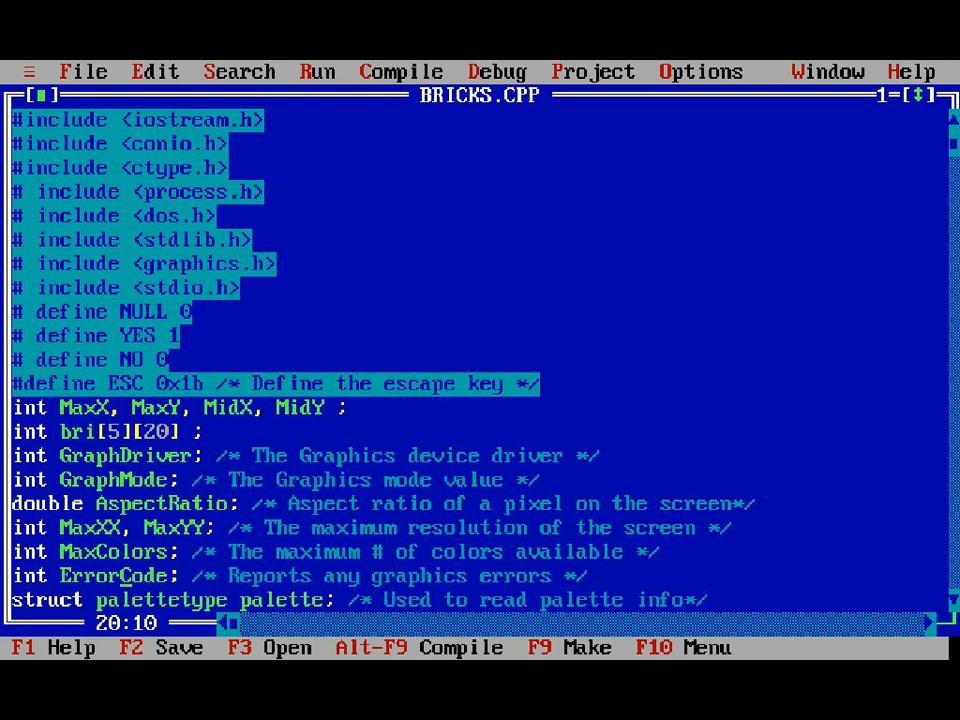 ≡ File Edit Search Run Compile Debug Project Options Window Help
[■] BRICKS.CPP 1=[↕]
#include <iostream.h>
#include <conio.h>
#include <ctype.h>
# include <process.h>
# include <dos.h>
# include <stdlib.h>
# include <graphics.h>
# include <stdio.h>
# define NULL 0
# define YES 1
# define NO 0
#define ESC 0x1b /* Define the escape key */
int MaxX, MaxY, MidX, MidY ;
int bri[5][20] ;
int GraphDriver; /* The Graphics device driver */
int GraphMode; /* The Graphics mode value */
double AspectRatio; /* Aspect ratio of a pixel on the screen*/
int MaxXX, MaxYY; /* The maximum resolution of the screen */
int MaxColors; /* The maximum # of colors available */
int ErrorCode; /* Reports any graphics errors */
struct palettetype palette; /* Used to read palette info*/
20:10
F1 Help F2 Save F3 Open Alt-F9 Compile F9 Make F10 Menu